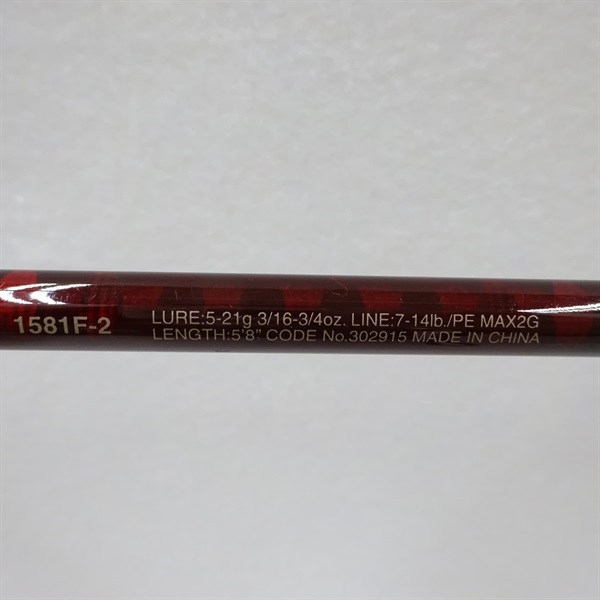 1581F-2
LURE:5-21g 3/16-3/4oz. LINE:7-14lb./PE MAX2G
LENGTH:5'8" CODE No.302915 MADE IN CHINA